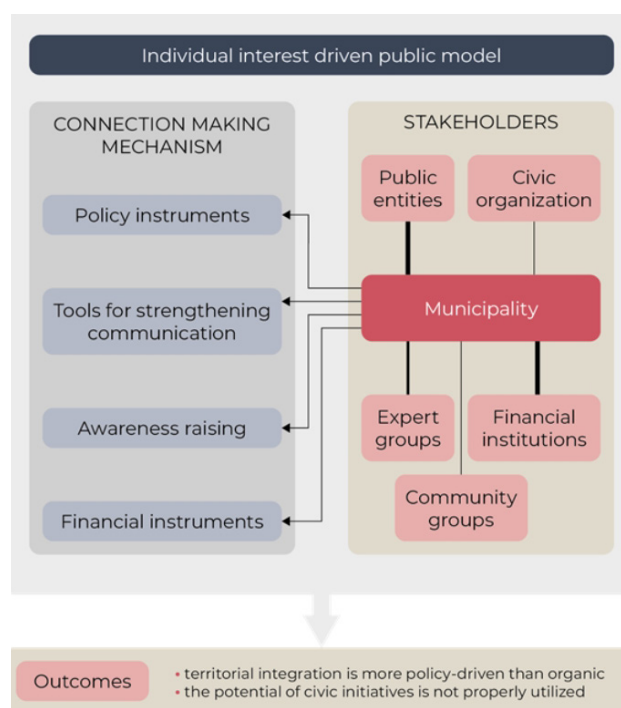 Individual interest driven public model
CONNECTION MAKING
MECHANISM
Policy instruments
Tools for strengthening
communication
Awareness raising
Financial instruments
STAKEHOLDERS
Public
entities
Civic
organization
Municipality
Expert
groups
Financial
institutions
Community
groups
Outcomes
• territorial integration is more policy-driven than organic
• the potential of civic initiatives is not properly utilized